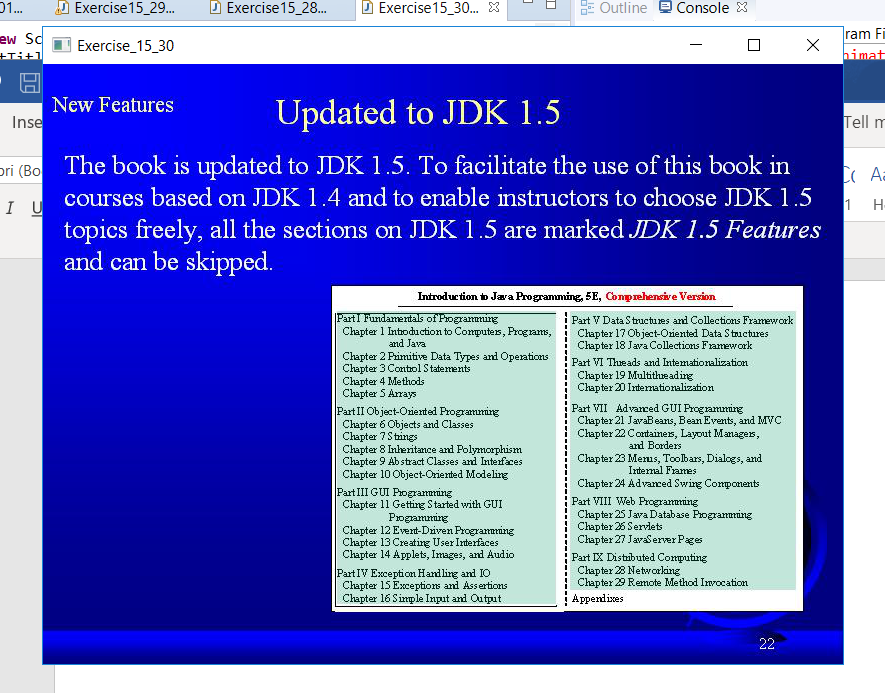 01...
Exercise15_29...
Exercise15_28...
Exercise15_30...
Outline
Console
ew Sc
ram Fi
Exercise_15_30
Inse
Tell m
I U
New Features
Updated to JDK 1.5
The book is updated to JDK 1.5. To facilitate the use of this book in
courses based on JDK 1.4 and to enable instructors to choose JDK 1.5
topics freely, all the sections on JDK 1.5 are marked JDK 1.5 Features
and can be skipped.
Introduction to Java Programming, 5E, Comprehensive Version
Part I Fundamentals of Programming
Chapter 1 Introduction to Computers, Programs,
and Java
Chapter 2 Primitive Data Types and Operations
Chapter 3 Control Statements
Chapter 4 Methods
Chapter 5 Arrays
Part II Object-Oriented Programming
Chapter 6 Objects and Classes
Chapter 7 Strings
Chapter 8 Inheritance and Polymorphism
Chapter 9 Abstract Classes and Interfaces
Chapter 10 Object-Oriented Modeling
Part III GUI Programming
Chapter 11 Getting Started with GUI
Programming
Chapter 12 Event-Driven Programming
Chapter 13 Creating User Interfaces
Chapter 14 Applets, Images, and Audio
Part IV Exception Handling and IO
Chapter 15 Exceptions and Assertions
Chapter 16 Simple Input and Output
Part V Data Structures and Collections Framework
Chapter 17 Object-Oriented Data Structures
Chapter 18 Java Collections Framework
Part VI Threads and Internationalization
Chapter 19 Multithreading
Chapter 20 Internationalization
Part VII Advanced GUI Programming
Chapter 21 JavaBeans, Bean Events, and MVC
Chapter 22 Containers, Layout Managers,
and Borders
Chapter 23 Menus, Toolbars, Dialogs, and
Internal Frames
Chapter 24 Advanced Swing Components
Part VIII Web Programming
Chapter 25 Java Database Programming
Chapter 26 Servlets
Chapter 27 JavaServer Pages
Part IX Distributed Computing
Chapter 28 Networking
Chapter 29 Remote Method Invocation
Appendixes
22